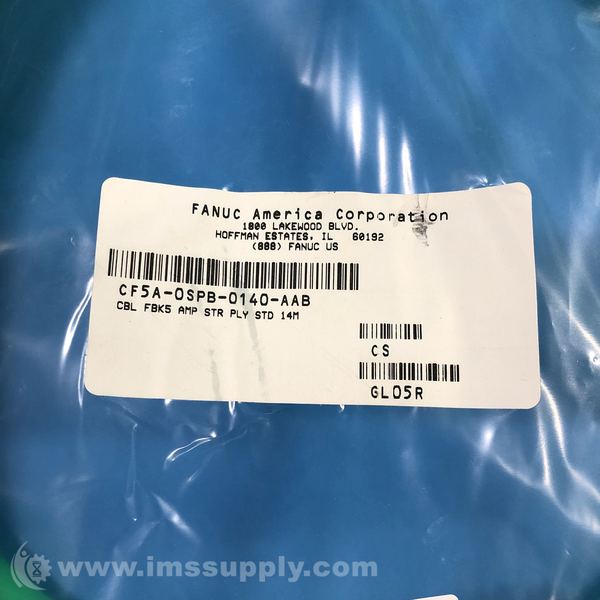 FANUC America Corporation
1800 LAKEWOOD BLVD.
HOFFMAN ESTATES, IL 60192
(888) FANUC US
CF5A-0SPB-0140-AAB
CBL FBK5 AMP STR PLY STD 14M
CS
GL05R
www.imssupply.com